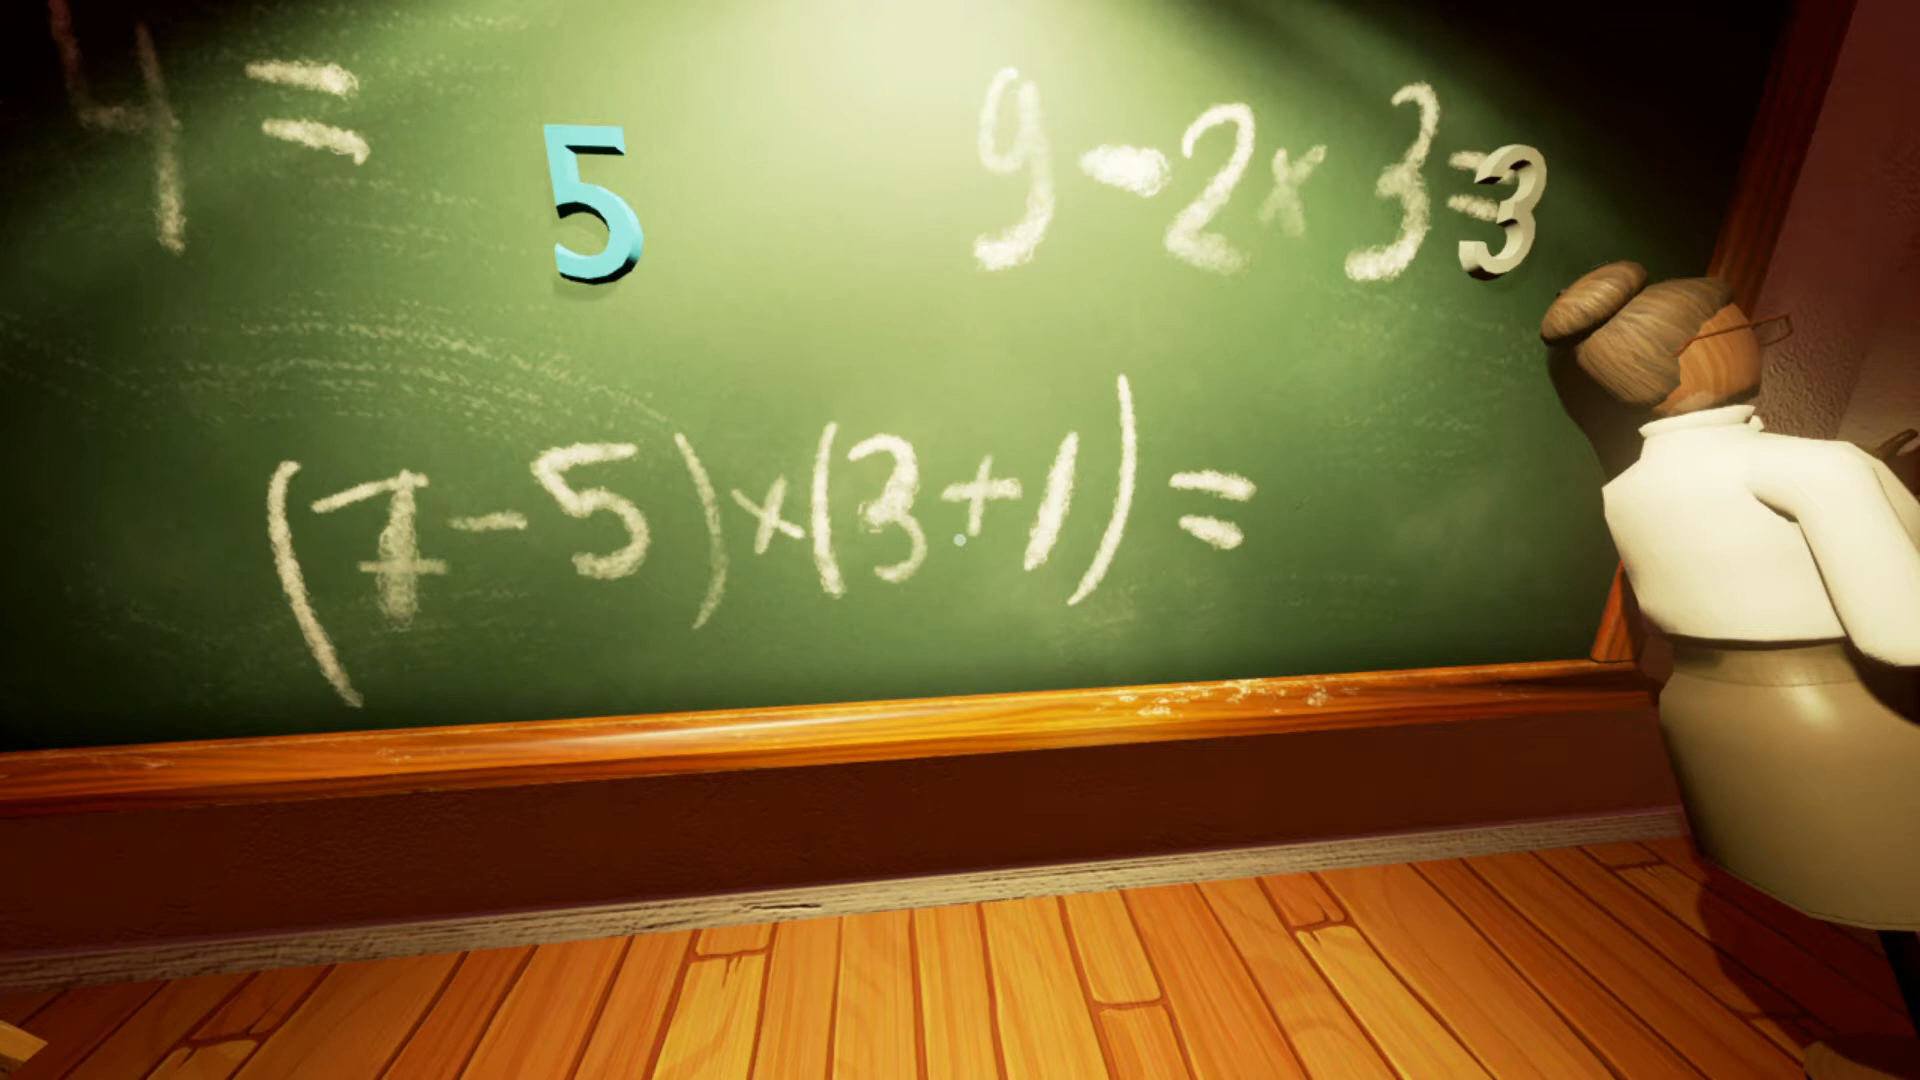 4 = 5
9-2x3=3
(7-5)x(3+1)=